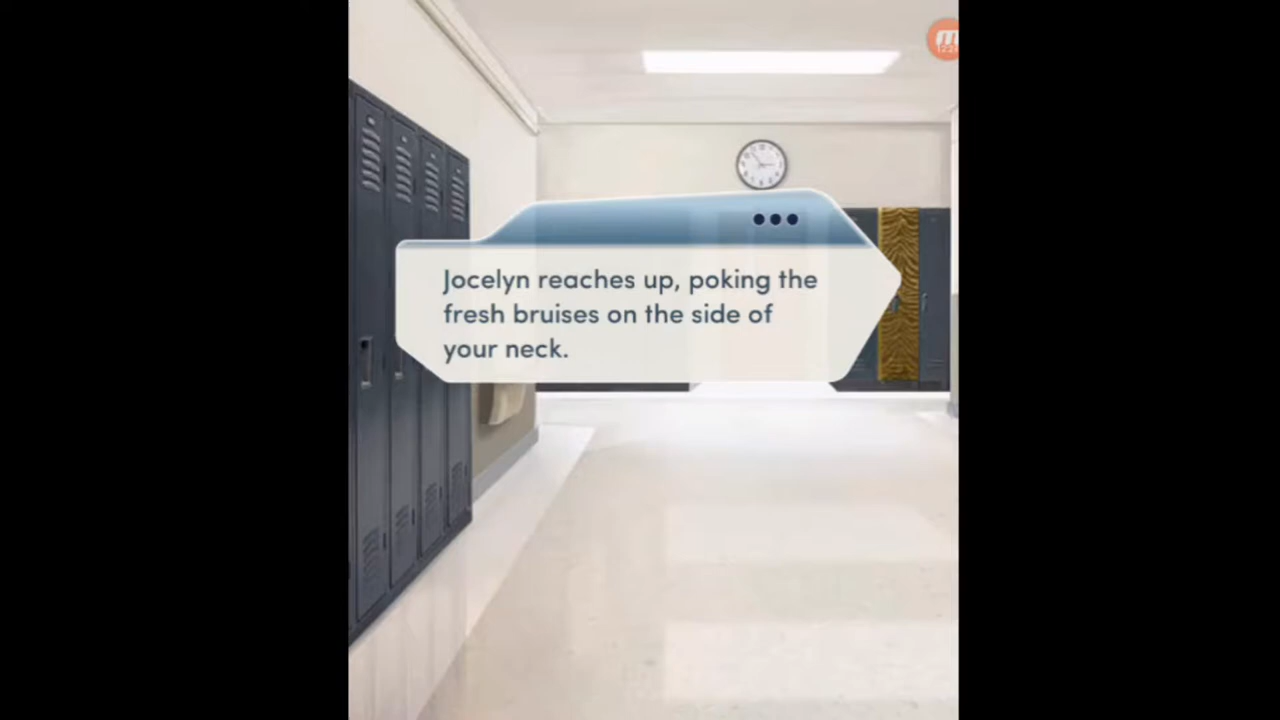 Jocelyn reaches up, poking the
fresh bruises on the side of
your neck.